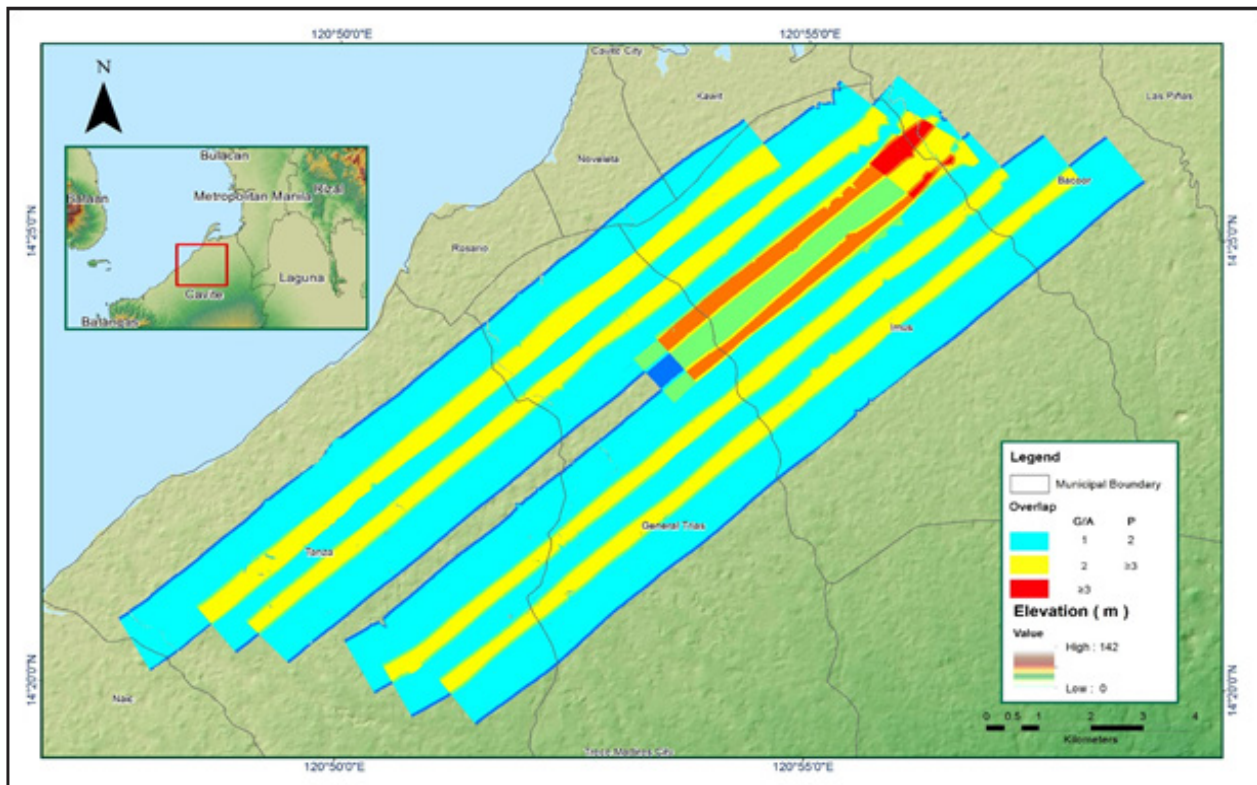 120°50'0"E
120°55'0"E
N
Cavite City
Kawit
Las Piñas
Bulacan
Metropolitan Manila
Rizal
Bataan
Noveleta
Bacoor
14°25'0"N
14°25'0"N
Rosario
Laguna
Cavite
Batangas
Imus
Legend
Municipal Boundary
Overlap
G/A P
1 2
2 ≥3
≥3
Elevation ( m )
Value
High : 142
Low : 0
General Trias
Tanza
14°20'0"N
14°20'0"N
Naic
0 0.5 1 2 3 4
Kilometers
Trece Martires City
120°50'0"E
120°55'0"E